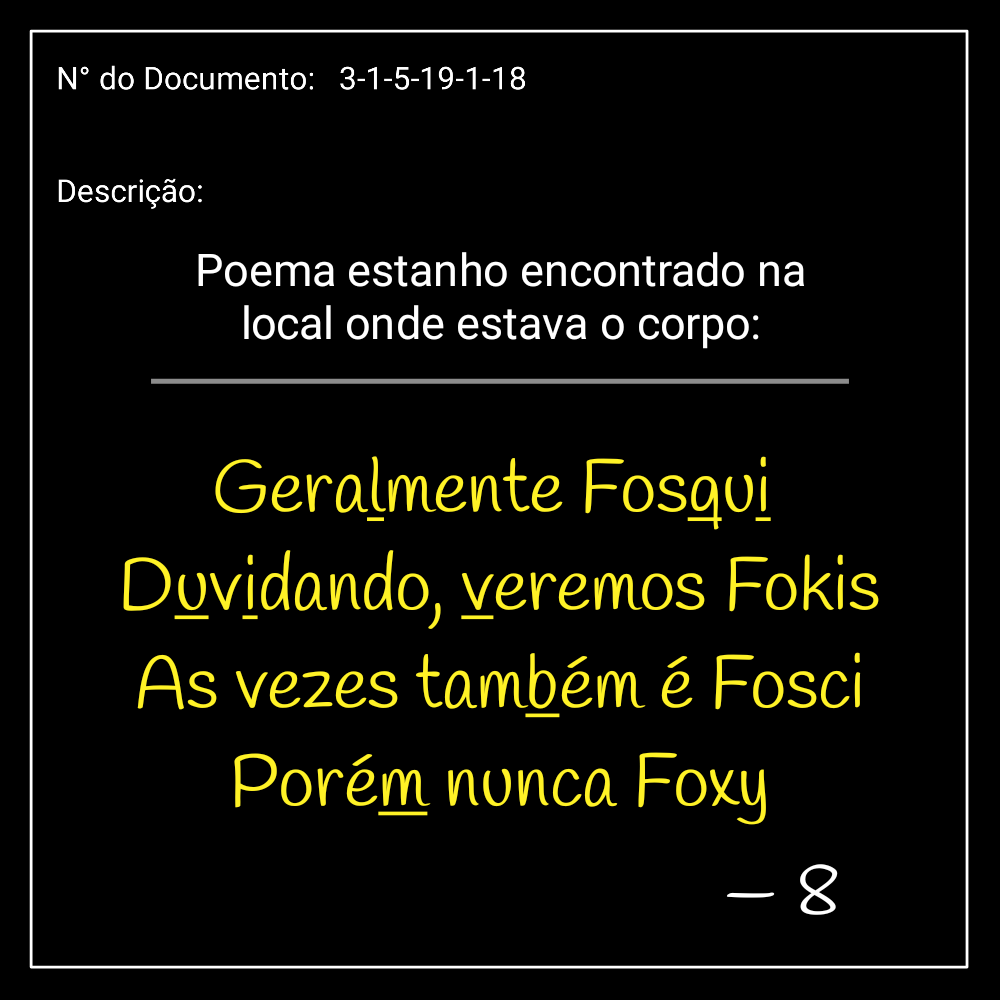 N° do Documento: 3-1-5-19-1-18
Descrição:
Poema estanho encontrado na
local onde estava o corpo:
Geralmente Fosqui
Duvidando, veremos Fokis
As vezes também é Fosci
Porém nunca Foxy
– 8